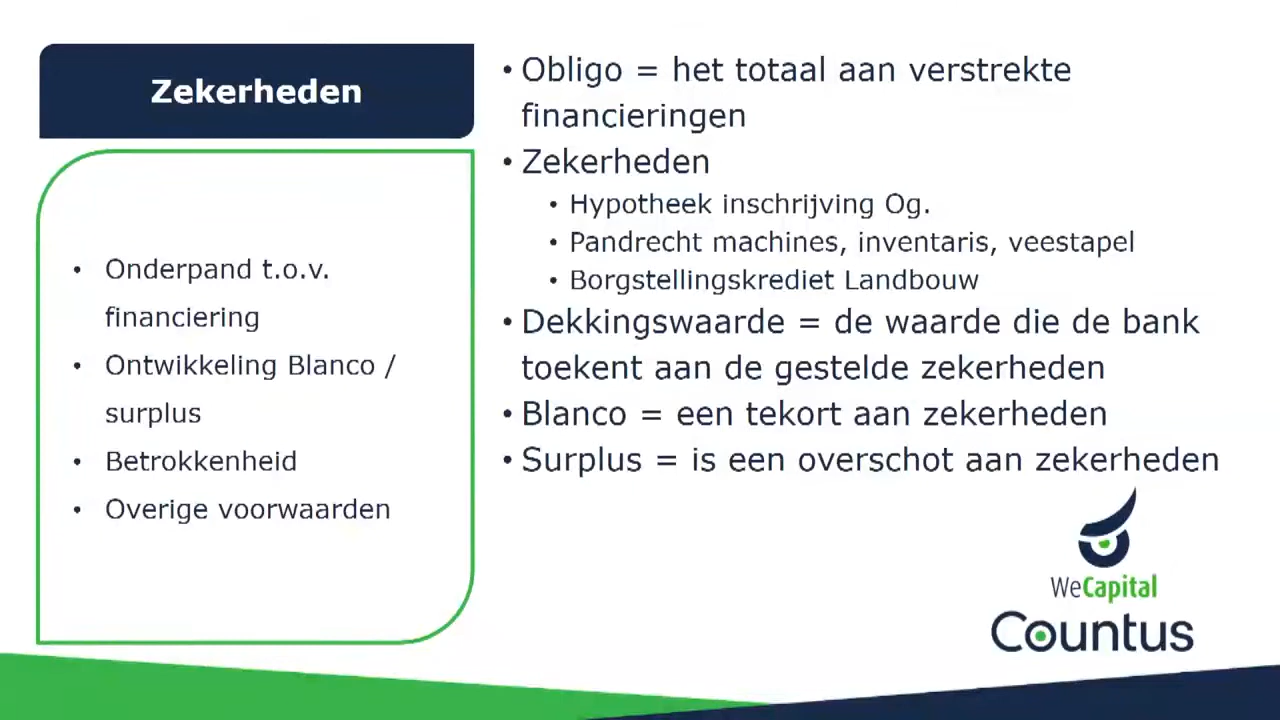 Zekerheden
• Onderpand t.o.v.
financiering
• Ontwikkeling Blanco /
surplus
• Betrokkenheid
• Overige voorwaarden
• Obligo = het totaal aan verstrekte
financieringen
• Zekerheden
• Hypotheek inschrijving Og.
• Pandrecht machines, inventaris, veestapel
• Borgstellingskrediet Landbouw
• Dekkingswaarde = de waarde die de bank
toekent aan de gestelde zekerheden
• Blanco = een tekort aan zekerheden
• Surplus = is een overschot aan zekerheden
WeCapital
Countus